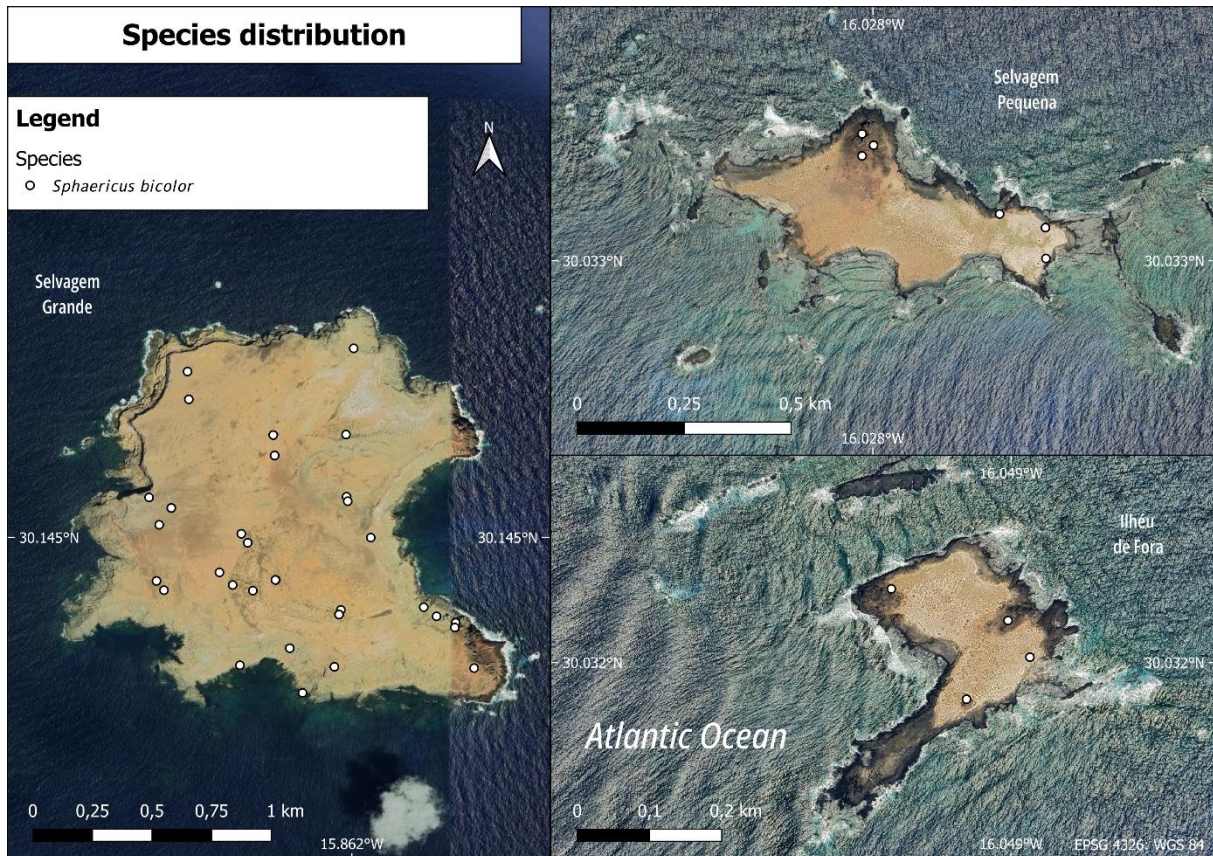 Species distribution
Legend
Species
Sphaericus bicolor
N
Selvagem
Grande
30.145°N
30.145°N
0 0,25 0,5 0,75 1 km
15.862°W
16.028°W
Selvagem
Pequena
30.033°N
30.033°N
0 0,25 0,5 km
16.028°W
16.049°W
Ilhéu
de Fora
30.032°N
30.032°N
Atlantic Ocean
0 0,1 0,2 km
16.049°W
EPSG 4326: WGS 84